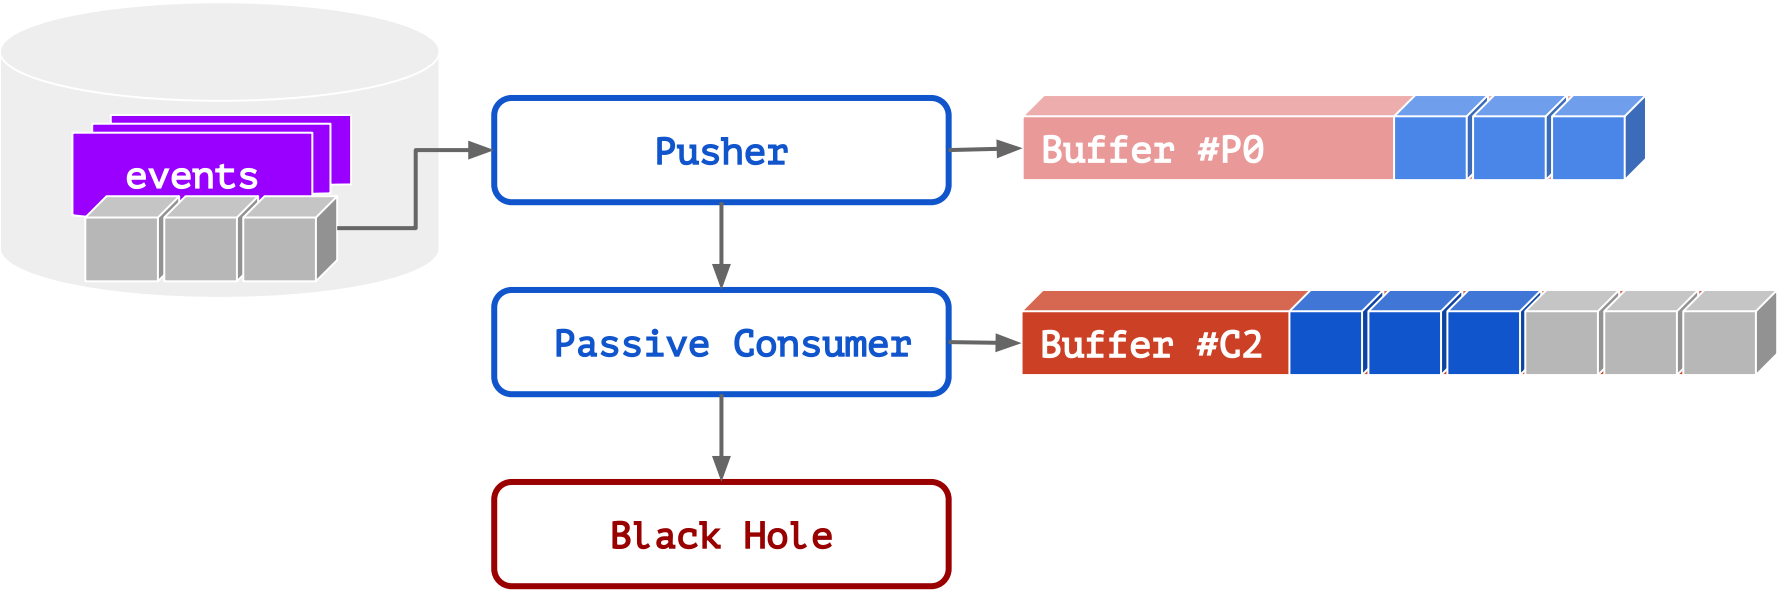 events
Pusher
Buffer #P0
Passive Consumer
Buffer #C2
Black Hole